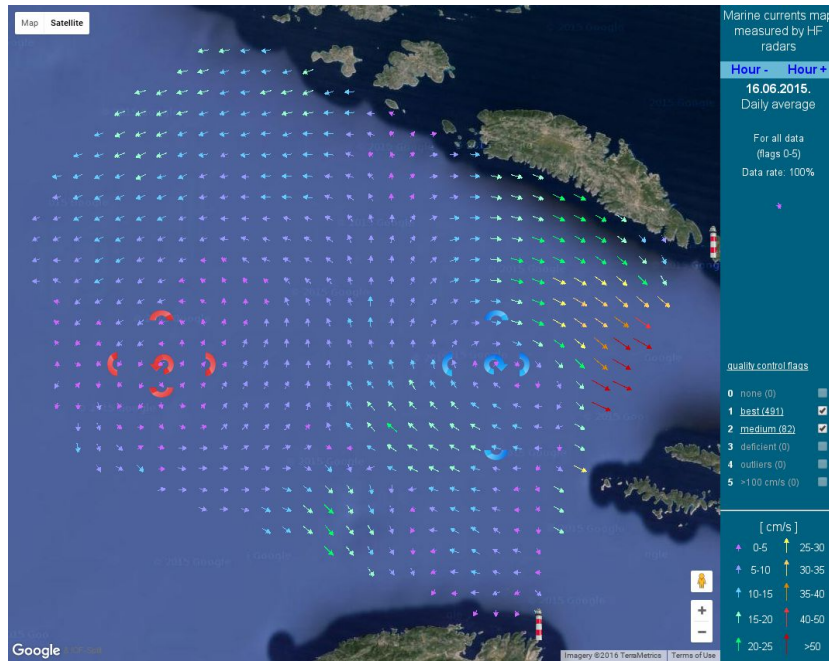 Map Satellite
Marine currents map
measured by HF
radars
Hour - Hour +
16.06.2015.
Daily average
For all data
(flags 0-5)
Data rate: 100%
quality control flags
0 none (0)
1 best (491)
2 medium (82)
3 deficient (0)
4 outliers (0)
5 >100 cm/s (0)
[ cm/s ]
0-5 25-30
5-10 30-35
10-15 35-40
15-20 40-50
20-25 >50
+
−
Google
Imagery ©2016 TerraMetrics Terms of Use